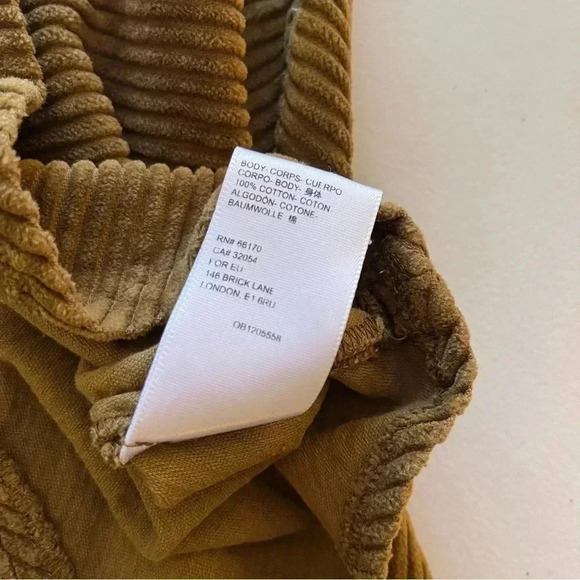 BODY- CORPS- CUERPO
CORPO- BODY- 身体
100% COTTON- COTON
ALGODÓN- COTONE-
BAUMWOLLE 棉
RN# 66170
CA# 32054
FOR EU
146 BRICK LANE
LONDON, E1 6RU
OB1205558